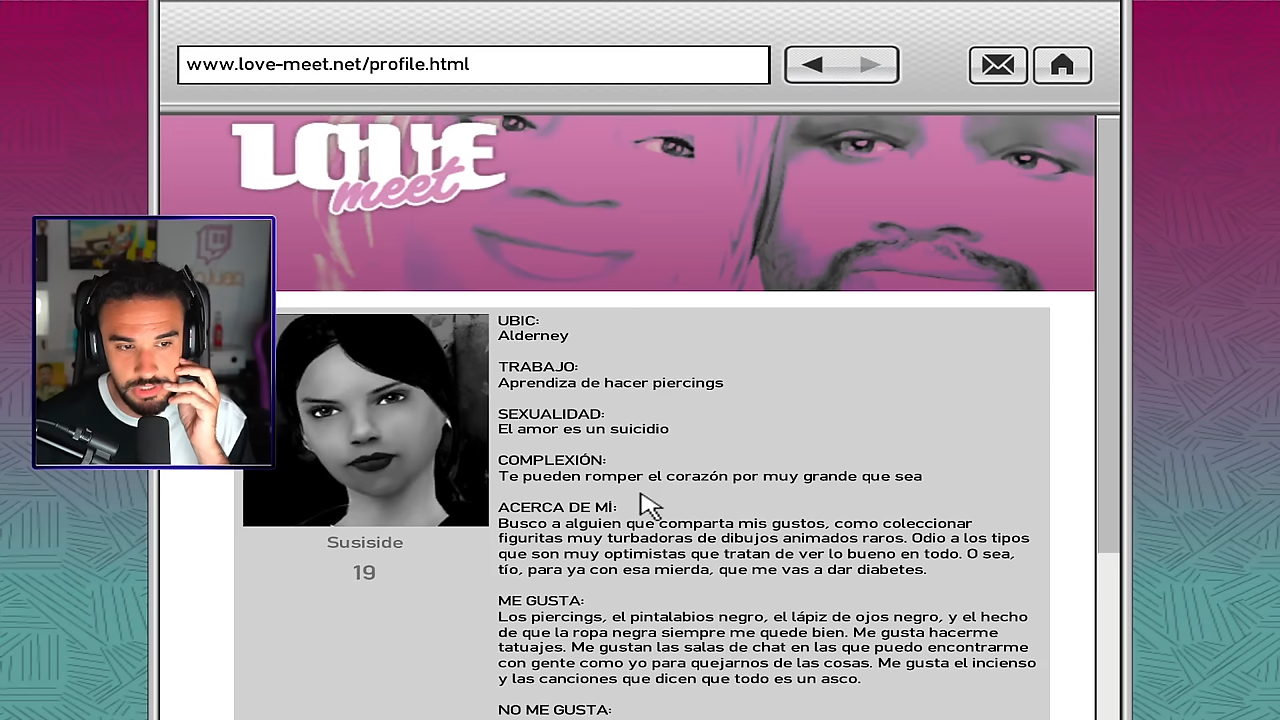 www.love-meet.net/profile.html
LOVE
meet
UBIC:
Alderney
TRABAJO:
Aprendiza de hacer piercings
SEXUALIDAD:
El amor es un suicidio
COMPLEXIÓN:
Te pueden romper el corazón por muy grande que sea
ACERCA DE MÍ:
Busco a alguien que comparta mis gustos, como coleccionar
figuritas muy turbadoras de dibujos animados raros. Odio a los tipos
que son muy optimistas que tratan de ver lo bueno en todo. O sea,
tío, para ya con esa mierda, que me vas a dar diabetes.
Susiside
19
ME GUSTA:
Los piercings, el pintalabios negro, el lápiz de ojos negro, y el hecho
de que la ropa negra siempre me quede bien. Me gusta hacerme
tatuajes. Me gustan las salas de chat en las que puedo encontrarme
con gente como yo para quejarnos de las cosas. Me gusta el incienso
y las canciones que dicen que todo es un asco.
NO ME GUSTA: